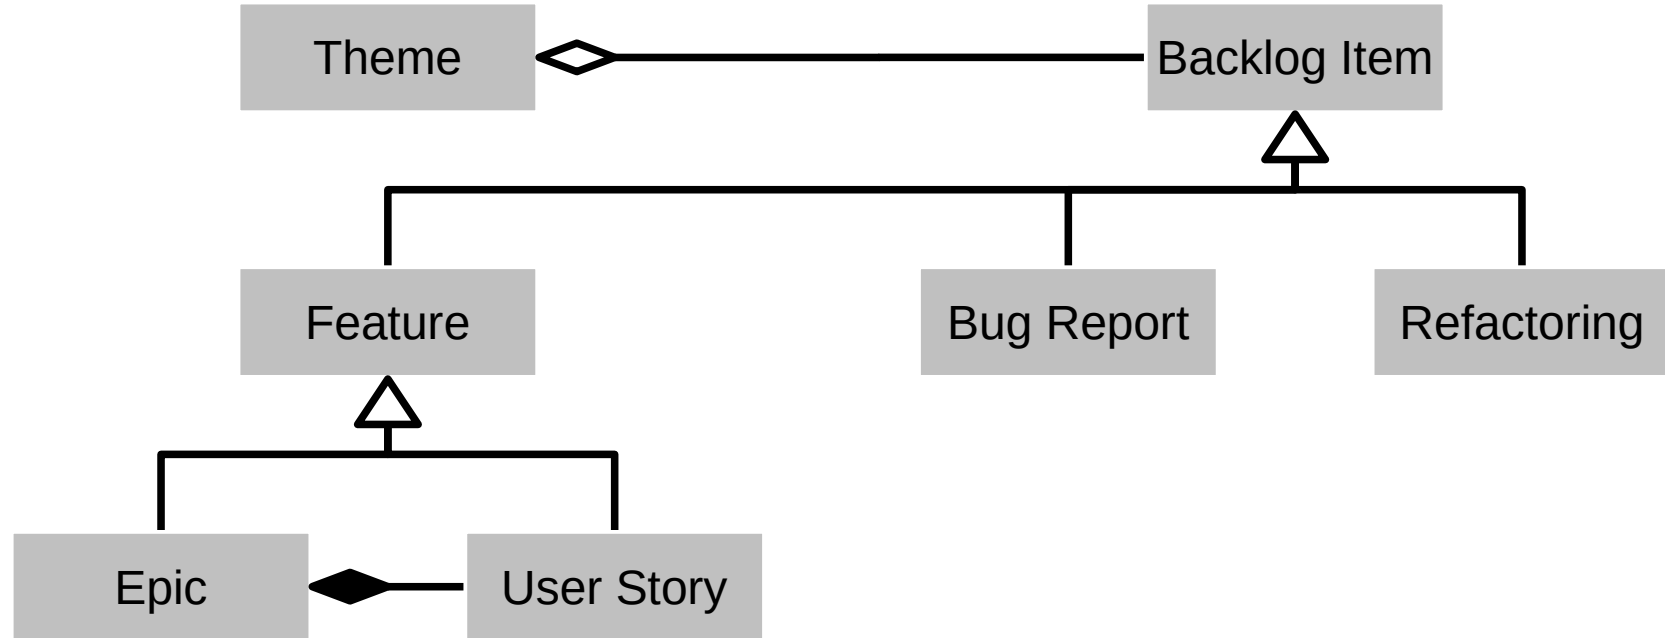 Theme
Backlog Item
Feature
Bug Report
Refactoring
Epic
User Story